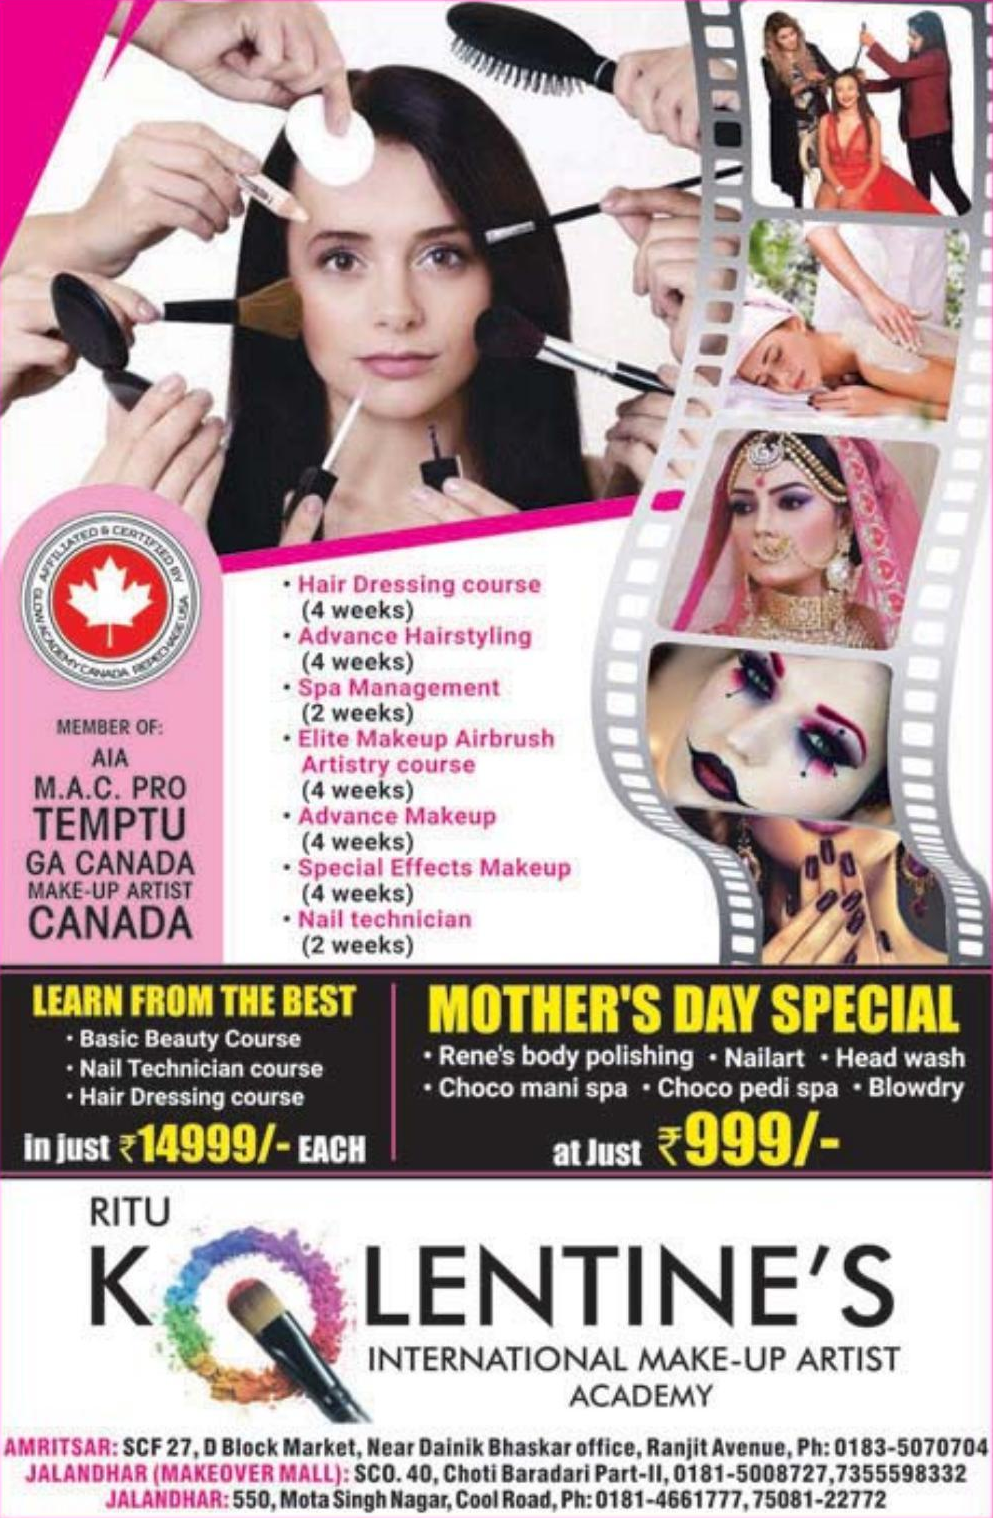 AFFILIATED & CERTIFIED BY
GLOW ACADEMY CANADA REPECHAGE USA
MEMBER OF:
AIA
M.A.C. PRO
TEMPTU
GA CANADA
MAKE-UP ARTIST
CANADA
• Hair Dressing course
(4 weeks)
• Advance Hairstyling
(4 weeks)
• Spa Management
(2 weeks)
• Elite Makeup Airbrush
Artistry course
(4 weeks)
• Advance Makeup
(4 weeks)
• Special Effects Makeup
(4 weeks)
• Nail technician
(2 weeks)
LEARN FROM THE BEST
• Basic Beauty Course
• Nail Technician course
• Hair Dressing course
in just ₹14999/- EACH
MOTHER'S DAY SPECIAL
• Rene's body polishing • Nailart • Head wash
• Choco mani spa • Choco pedi spa • Blowdry
at Just ₹999/-
RITU
KOLENTINE'S
INTERNATIONAL MAKE-UP ARTIST
ACADEMY
AMRITSAR: SCF 27, D Block Market, Near Dainik Bhaskar office, Ranjit Avenue, Ph: 0183-5070704
JALANDHAR (MAKEOVER MALL): SCO. 40, Choti Baradari Part-II, 0181-5008727,7355598332
JALANDHAR: 550, Mota Singh Nagar, Cool Road, Ph: 0181-4661777, 75081-22772